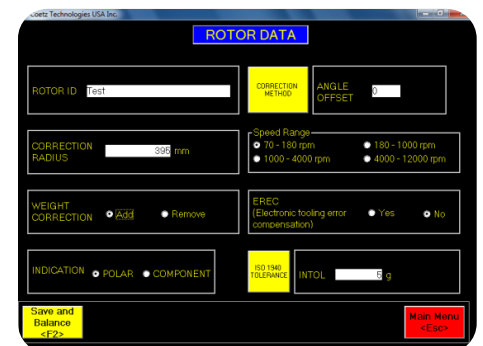 Coetz Technologies USA Inc.
ROTOR DATA
ROTOR ID Test
CORRECTION
METHOD
ANGLE
OFFSET 0
CORRECTION
RADIUS 395 mm
Speed Range
70 - 180 rpm 180 - 1000 rpm
1000 - 4000 rpm 4000 - 12000 rpm
WEIGHT
CORRECTION Add Remove
EREC
(Electronic tooling error
compensation) Yes No
INDICATION POLAR COMPONENT
ISO 1940
TOLERANCE
INTOL 5 g
Save and
Balance
<F2>
Main Menu
<Esc>